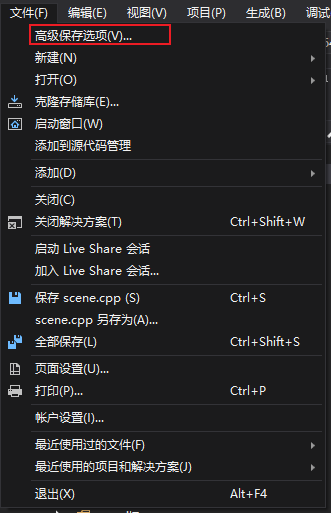 文件(F) 编辑(E) 视图(V) 项目(P) 生成(B) 调试
高级保存选项(V)...
新建(N)
打开(O)
克隆存储库(E)...
启动窗口(W)
添加到源代码管理
添加(D)
关闭(C)
关闭解决方案(T) Ctrl+Shift+W
启动 Live Share 会话
加入 Live Share 会话...
保存 scene.cpp (S) Ctrl+S
scene.cpp 另存为(A)...
全部保存(L) Ctrl+Shift+S
页面设置(U)...
打印(P)... Ctrl+P
帐户设置(I)...
最近使用过的文件(F)
最近使用的项目和解决方案(J)
退出(X) Alt+F4